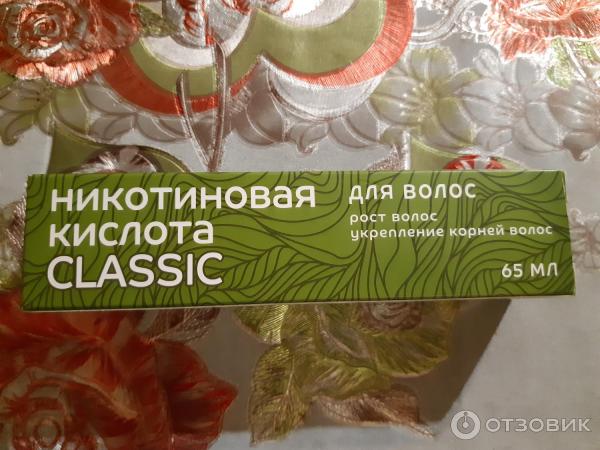 никотиновая
кислота
CLASSIC
для волос
рост волос
укрепление корней волос
65 мл
ОТЗОВИК